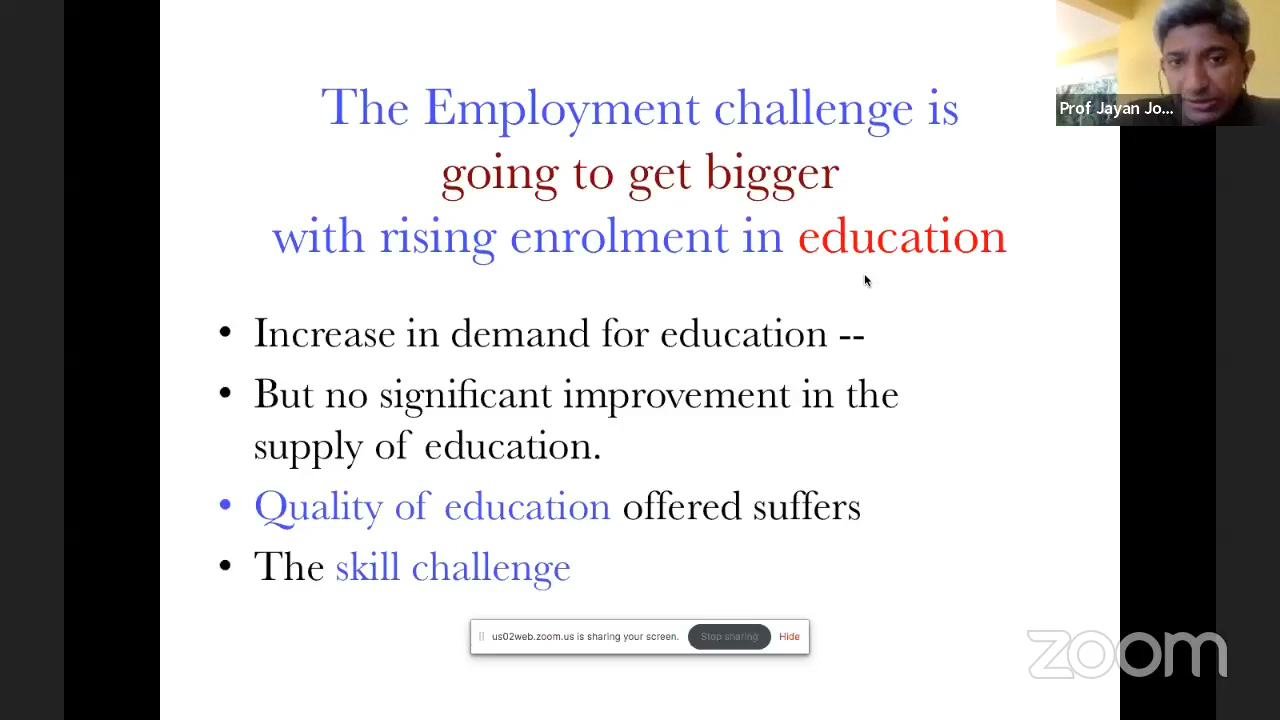 The Employment challenge is
going to get bigger
with rising enrolment in education
• Increase in demand for education --
• But no significant improvement in the
supply of education.
• Quality of education offered suffers
• The skill challenge
Prof Jayan Jo...
us02web.zoom.us is sharing your screen. Stop sharing Hide
zoom